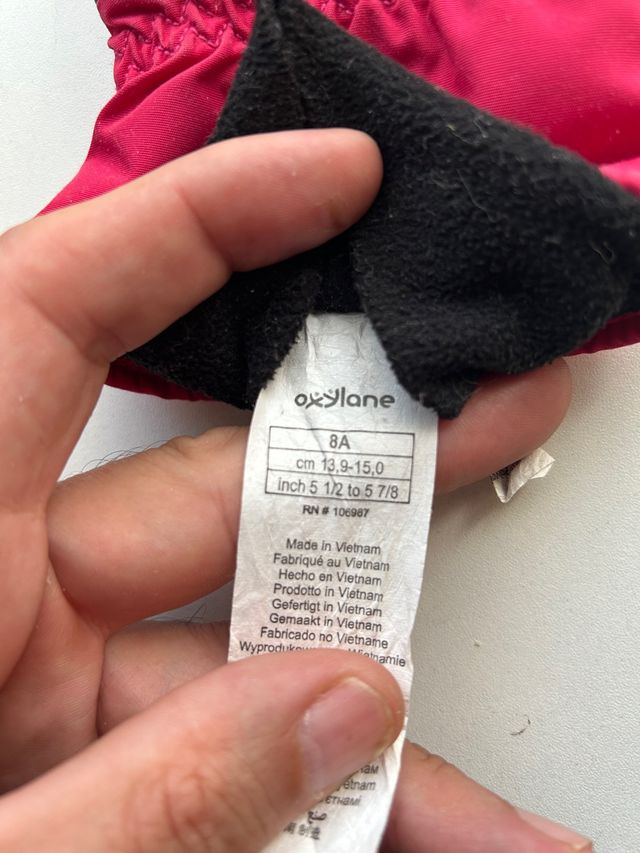 oxylane
8A
cm 13,9-15,0
inch 5 1/2 to 5 7/8
RN # 106987
Made in Vietnam
Fabriqué au Vietnam
Hecho en Vietnam
Prodotto in Vietnam
Gefertigt in Vietnam
Gemaakt in Vietnam
Fabricado no Vietname